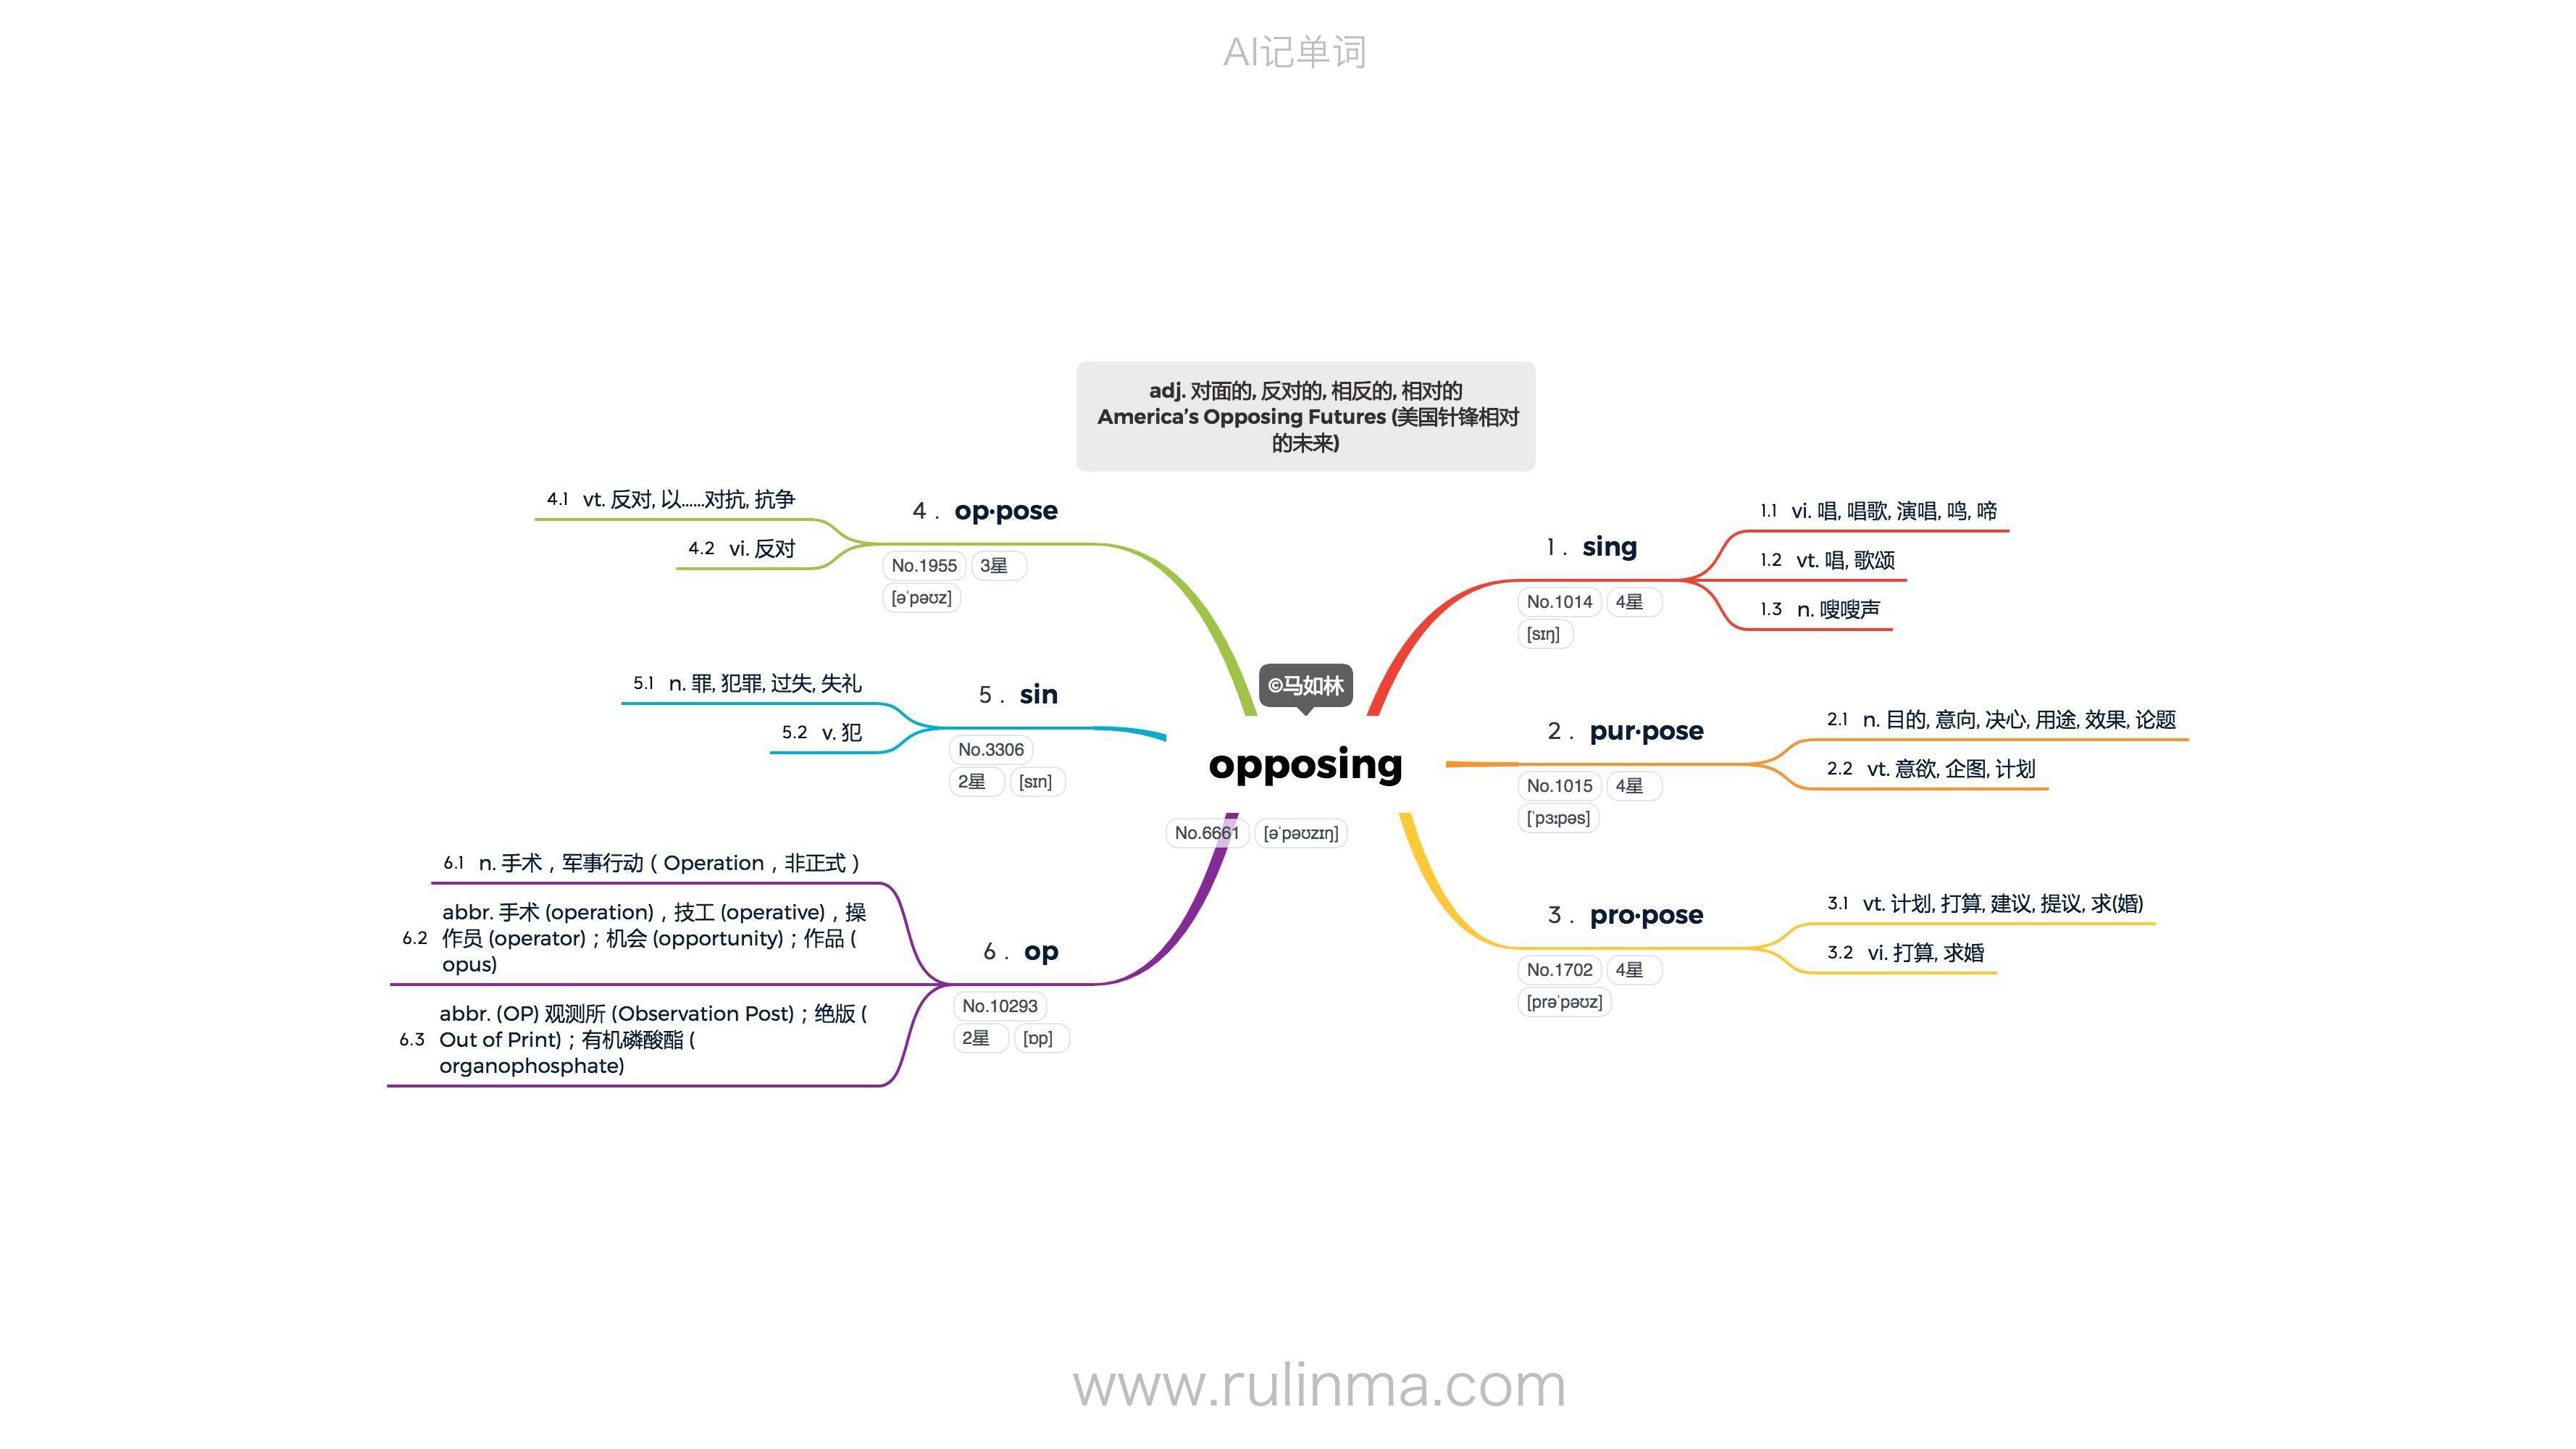 AI记单词
adj. 对面的, 反对的, 相反的, 相对的
America’s Opposing Futures (美国针锋相对
的未来)
©马如林
opposing
No.6661 [əˈpəʊzɪŋ]
1. sing
No.1014 4星
[sɪŋ]
1.1 vi. 唱, 唱歌, 演唱, 鸣, 啼
1.2 vt. 唱, 歌颂
1.3 n. 嗖嗖声
2. pur·pose
No.1015 4星
[ˈpɜːpəs]
2.1 n. 目的, 意向, 决心, 用途, 效果, 论题
2.2 vt. 意欲, 企图, 计划
3. pro·pose
No.1702 4星
[prəˈpəʊz]
3.1 vt. 计划, 打算, 建议, 提议, 求(婚)
3.2 vi. 打算, 求婚
4. op·pose
No.1955 3星
[əˈpəʊz]
4.1 vt. 反对, 以......对抗, 抗争
4.2 vi. 反对
5. sin
No.3306
2星 [sɪn]
5.1 n. 罪, 犯罪, 过失, 失礼
5.2 v. 犯
6. op
No.10293
2星 [ɒp]
6.1 n. 手术，军事行动（Operation，非正式）
6.2 abbr. 手术 (operation)，技工 (operative)，操
作员 (operator)；机会 (opportunity)；作品 (
opus)
6.3 abbr. (OP) 观测所 (Observation Post)；绝版 (
Out of Print)；有机磷酸酯 (
organophosphate)
www.rulinma.com